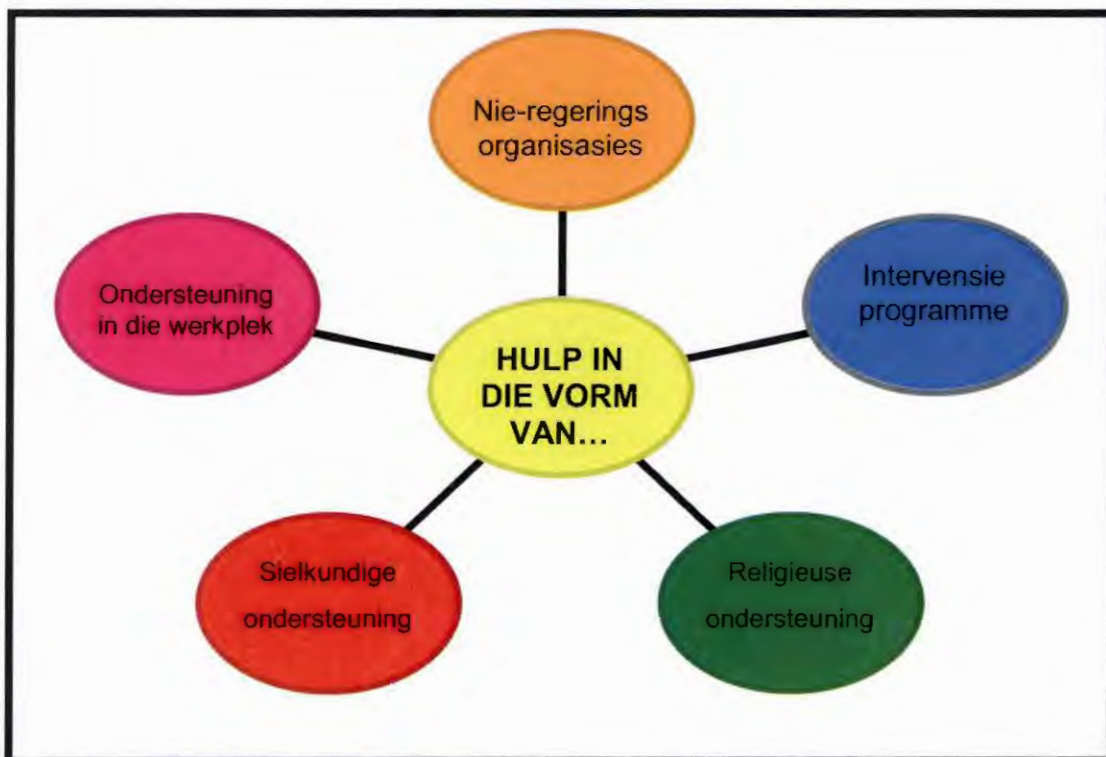 Nie-regerings
organisasies
Ondersteuning
in die werkplek
Intervensie
programme
HULP IN
DIE VORM
VAN...
Sielkundige
ondersteuning
Religieuse
ondersteuning